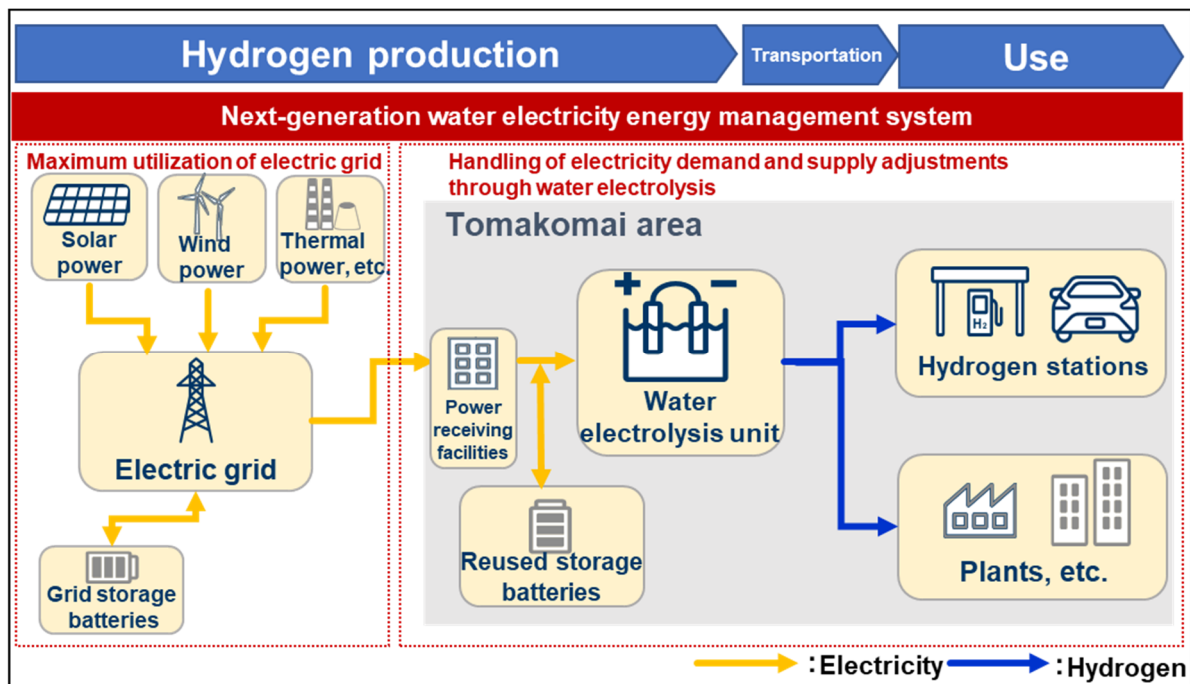 Hydrogen production
Transportation
Use
Next-generation water electricity energy management system
Maximum utilization of electric grid
Solar
power
Wind
power
Thermal
power, etc.
Electric grid
Grid storage
batteries
Handling of electricity demand and supply adjustments
through water electrolysis
Tomakomai area
Power
receiving
facilities
+ −
Water
electrolysis unit
Reused storage
batteries
H₂
Hydrogen stations
Plants, etc.
:Electricity
:Hydrogen